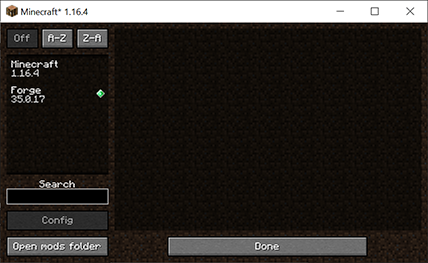 Minecraft* 1.16.4
Off A-Z Z-A
Minecraft
1.16.4
Forge
35.0.17
Search
Config
Open mods folder Done